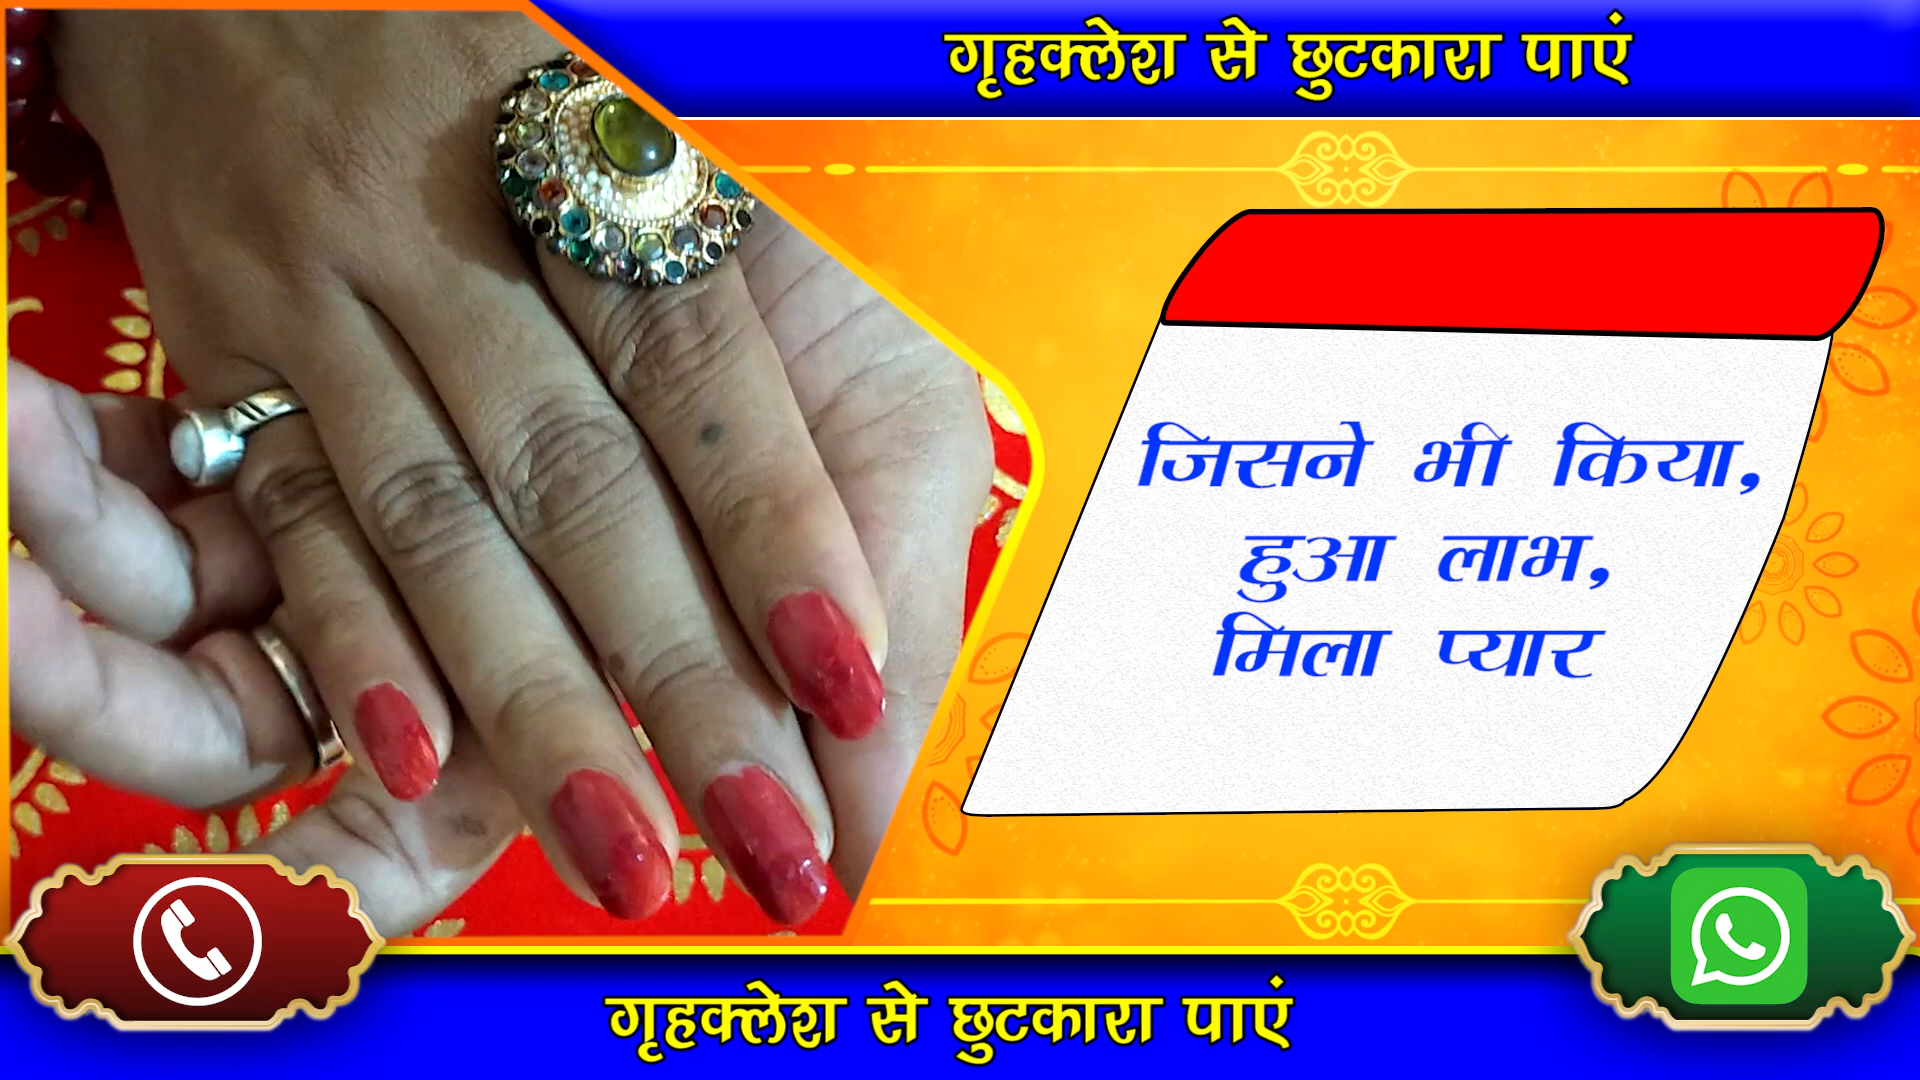 गृहक्लेश से छुटकारा पाएं
जिसने भी किया,
हुआ लाभ,
मिला प्यार
गृहक्लेश से छुटकारा पाएं